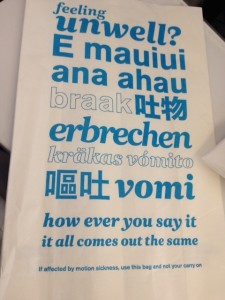 feeling
unwell?
E mauiui
ana ahau
braak吐物
erbrechen
kräkas vómito
嘔吐 vomi
how ever you say it
it all comes out the same
If affected by motion sickness, use this bag and not your carry on